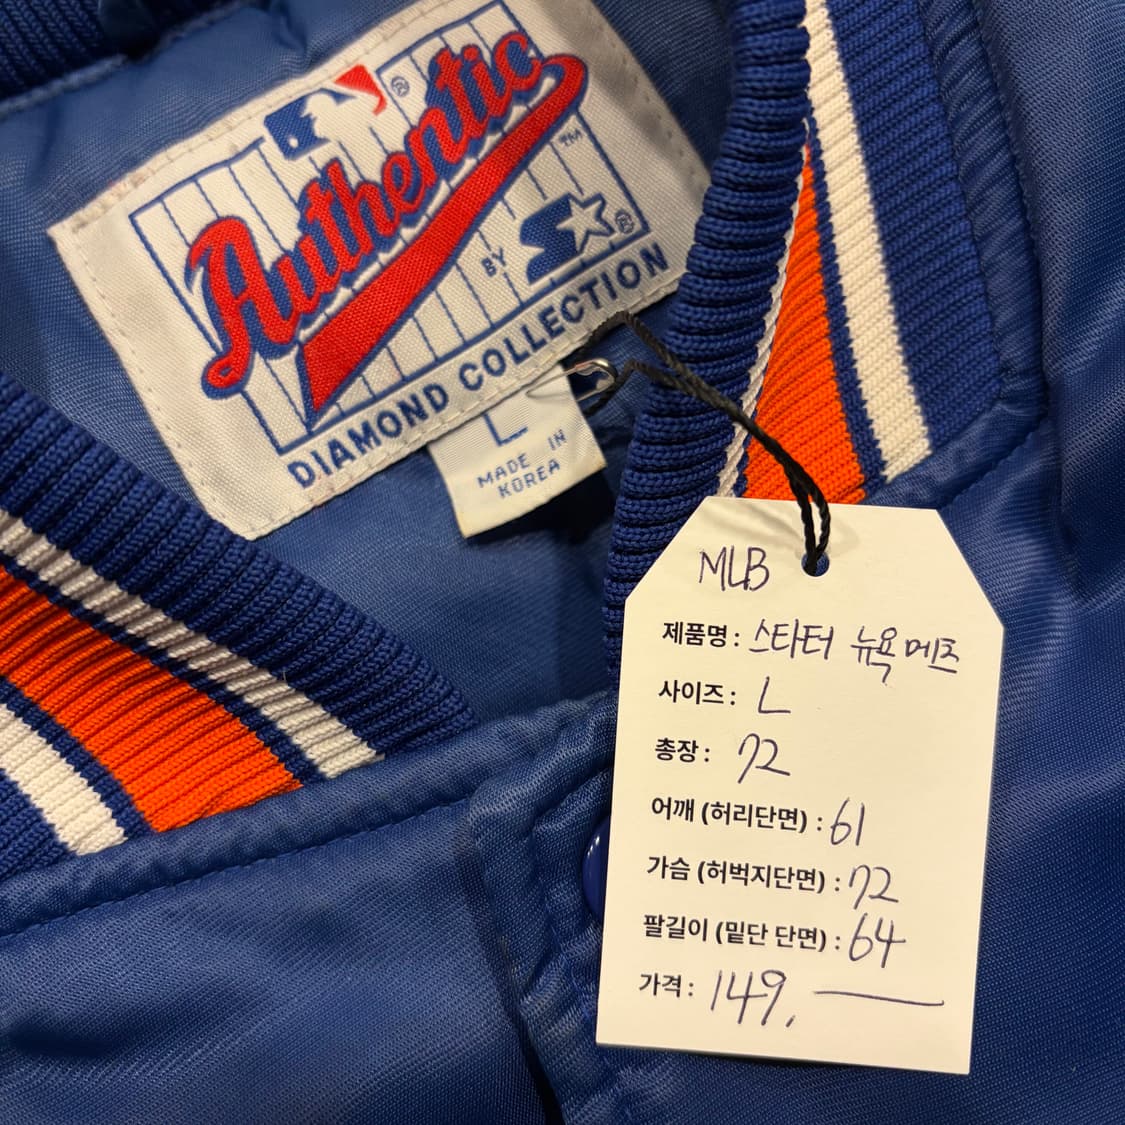 Authentic
BY
DIAMOND COLLECTION
L
MADE IN
KOREA
MLB
제품명 : 스타터 뉴욕 메츠
사이즈 : L
총장 : 72
어깨 (허리단면) : 61
가슴 (허벅지단면) : 72
팔길이 (밑단 단면) : 64
가격 : 149,